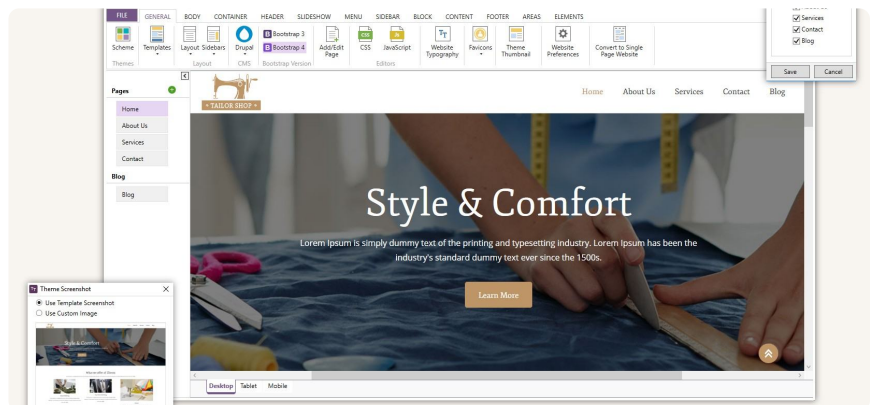 FILE GENERAL BODY CONTAINER HEADER SLIDESHOW MENU SIDEBAR BLOCK CONTENT FOOTER AREAS ELEMENTS
Scheme
Templates
Themes
Layout
Sidebars
Layout
Drupal
CMS
B Bootstrap 3
B Bootstrap 4
Bootstrap Version
Add/Edit
Page
CSS
CSS
JS
JavaScript
Editors
Tt
Website
Typography
Favicons
Theme
Thumbnail
Website
Preferences
Convert to Single
Page Website
Services
Contact
Blog
Save Cancel
Pages
Home
About Us
Services
Contact
Blog
Blog
• TAILOR SHOP •
Home About Us Services Contact Blog
Style & Comfort
Lorem Ipsum is simply dummy text of the printing and typesetting industry. Lorem Ipsum has been the
industry's standard dummy text ever since the 1500s.
Learn More
Theme Screenshot
Use Template Screenshot
Use Custom Image
Style & Comfort
Desktop Tablet Mobile